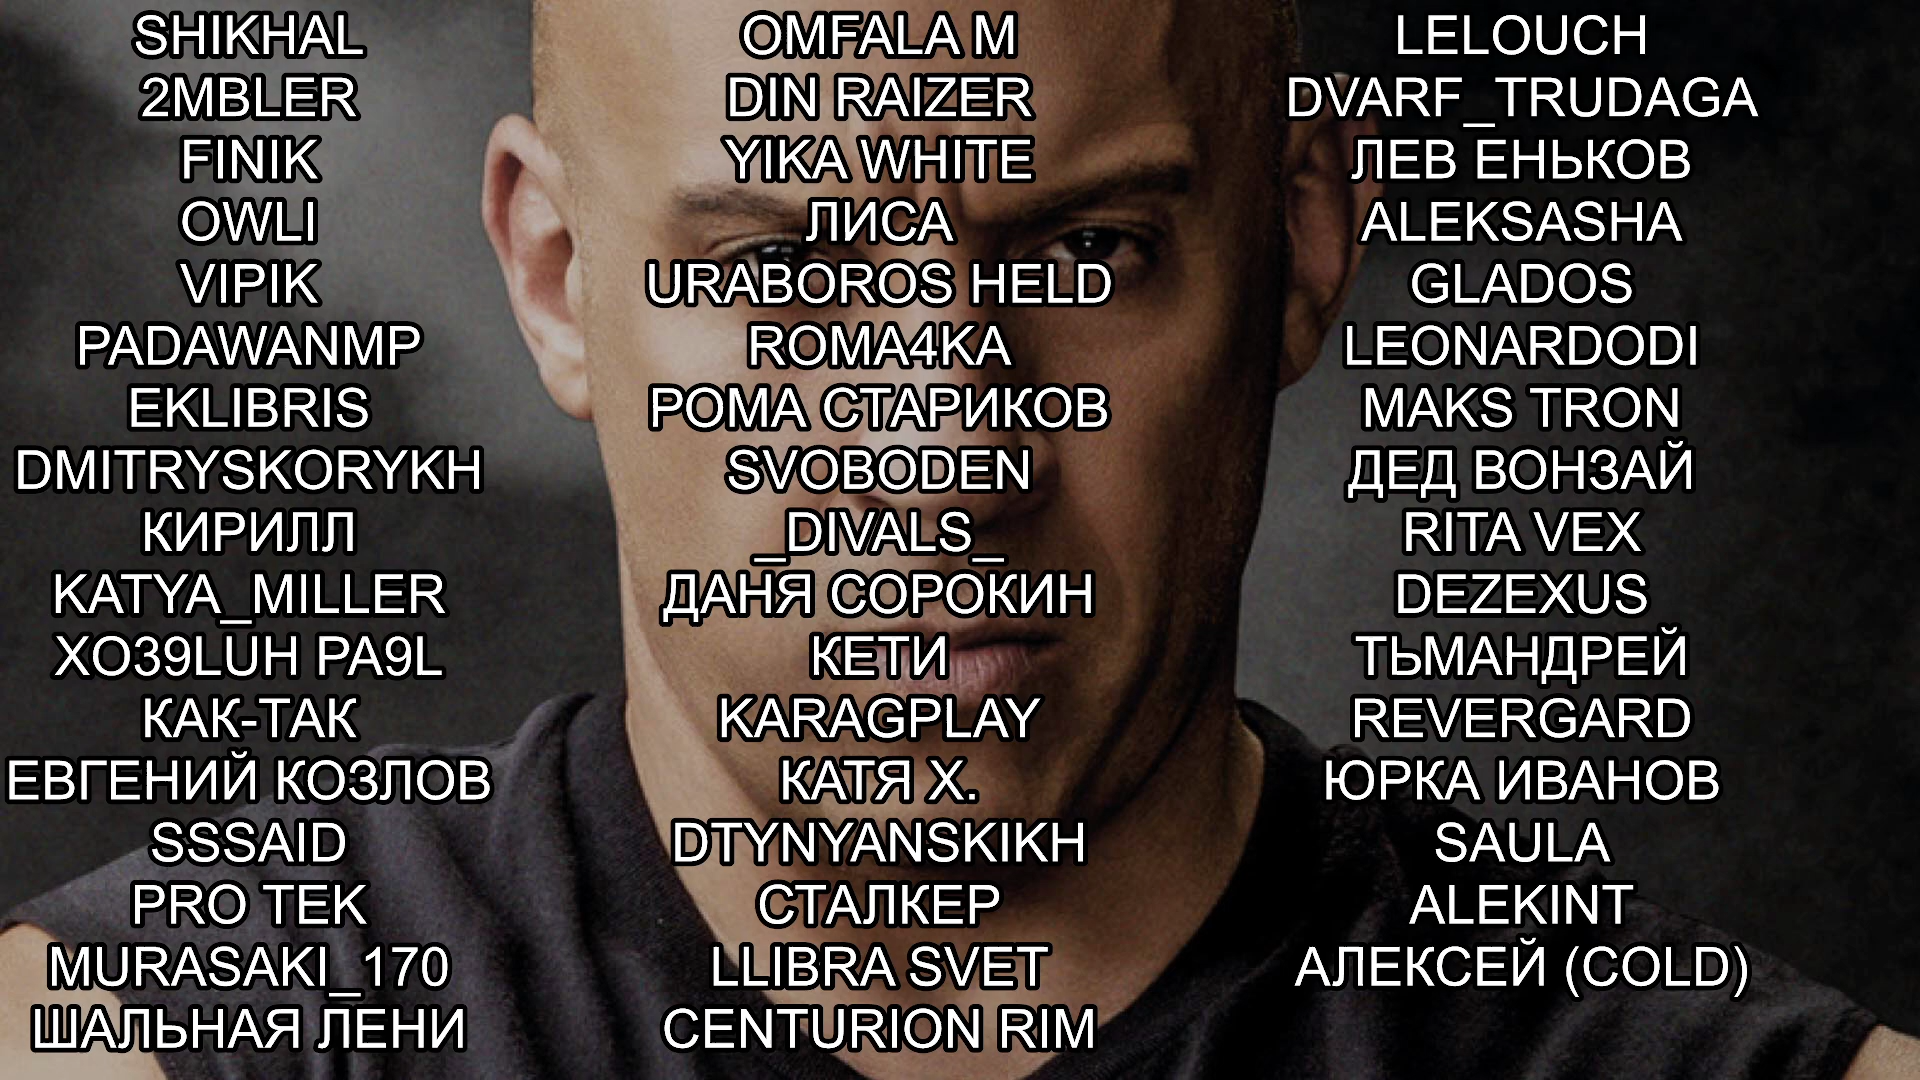 SHIKHAL
2MBLER
FINIK
OWLI
VIPIK
PADAWANMP
EKLIBRIS
DMITRYSKORYKH
КИРИЛЛ
KATYA_MILLER
XO39LUH PA9L
КАК-ТАК
ЕВГЕНИЙ КОЗЛОВ
SSSAID
PRO TEK
MURASAKI_170
ШАЛЬНАЯ ЛЕНИ
OMFALA M
DIN RAIZER
YIKA WHITE
ЛИСА
URABOROS HELD
ROMA4KA
РОМА СТАРИКОВ
SVOBODEN
_DIVALS_
ДАНЯ СОРОКИН
КЕТИ
KARAGPLAY
КАТЯ Х.
DTYNYANSKIKH
СТАЛКЕР
LLIBRA SVET
CENTURION RIM
LELOUCH
DVARF_TRUDAGA
ЛЕВ ЕНЬКОВ
ALEKSASHA
GLADOS
LEONARDODI
MAKS TRON
ДЕД ВОНЗАЙ
RITA VEX
DEZEXUS
ТЬМАНДРЕЙ
REVERGARD
ЮРКА ИВАНОВ
SAULA
ALEKINT
АЛЕКСЕЙ (COLD)